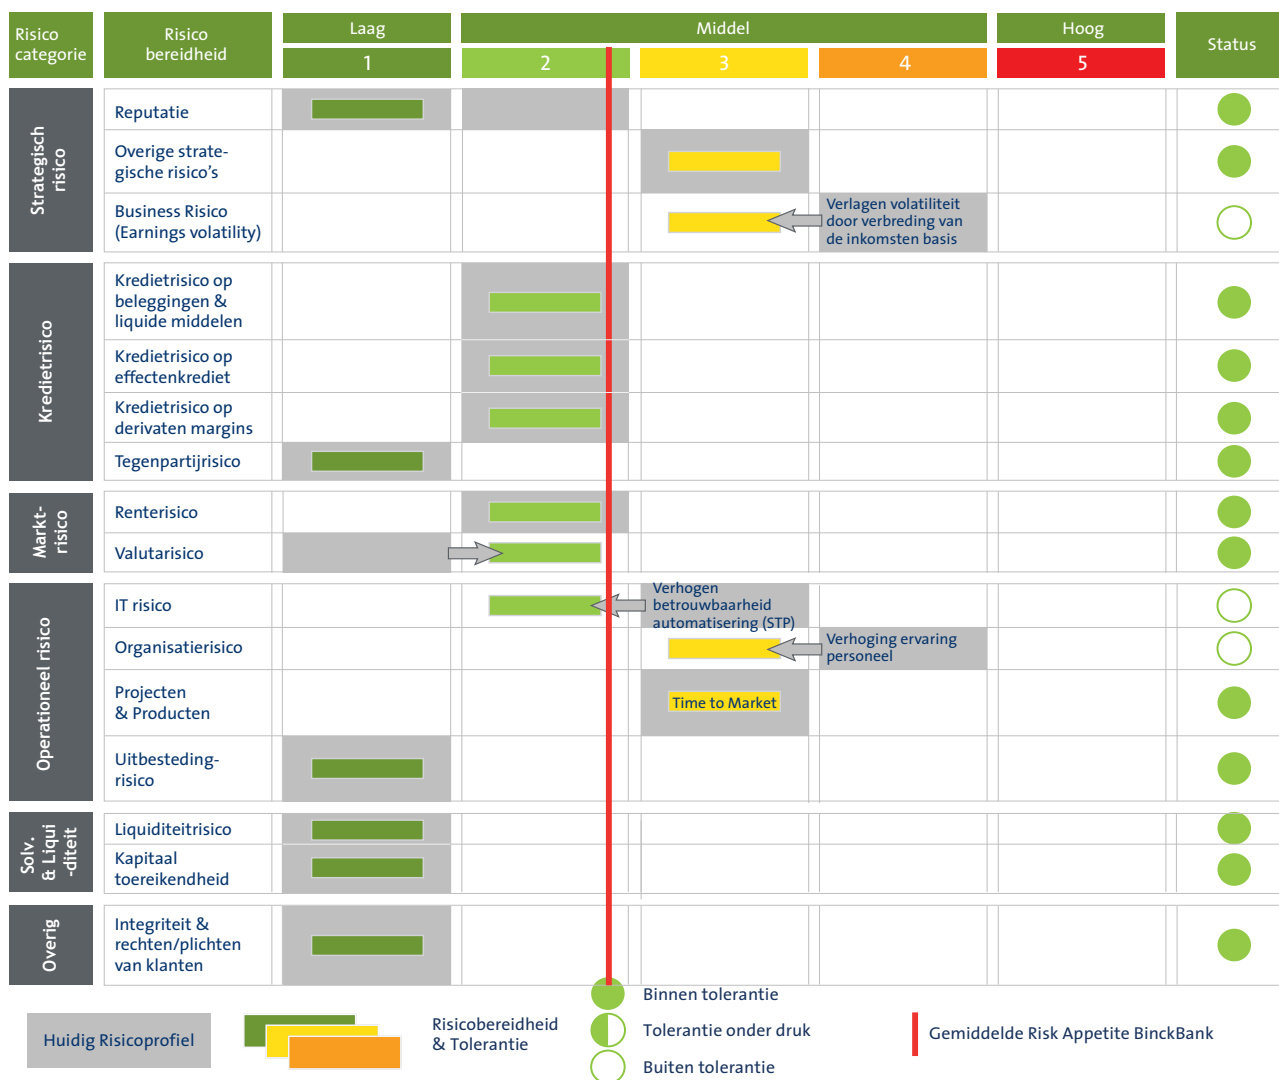 Risico
categorie
Risico
bereidheid
Laag
Middel
Hoog
Status
1
2
3
4
5
Strategisch
risico
Reputatie
Overige strate-
gische risico's
Business Risico
(Earnings volatility)
Verlagen volatiliteit
door verbreding van
de inkomsten basis
Kredietrisico
Kredietrisico op
beleggingen &
liquide middelen
Kredietrisico op
effectenkrediet
Kredietrisico op
derivaten margins
Tegenpartijrisico
Markt-
risico
Renterisico
Valutarisico
Operationeel risico
IT risico
Verhogen
betrouwbaarheid
automatisering (STP)
Organisatierisico
Verhoging ervaring
personeel
Projecten
& Producten
Time to Market
Uitbesteding-
risico
Solv.
& Liqui
-diteit
Liquiditeitrisico
Kapitaal
toereikendheid
Overig
Integriteit &
rechten/plichten
van klanten
Huidig Risicoprofiel
Risicobereidheid
& Tolerantie
Binnen tolerantie
Tolerantie onder druk
Buiten tolerantie
Gemiddelde Risk Appetite BinckBank